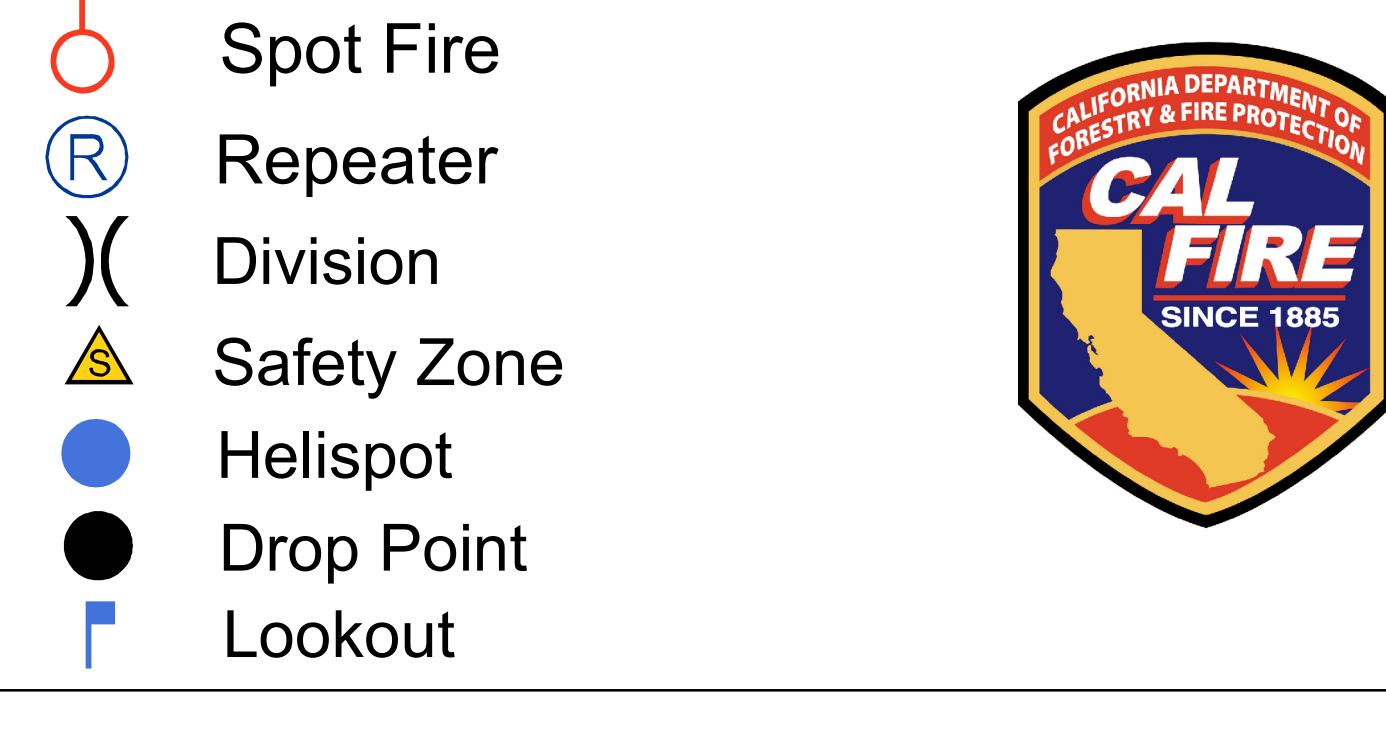 Spot Fire
R Repeater
Division
S Safety Zone
Helispot
Drop Point
Lookout
CALIFORNIA DEPARTMENT OF
FORESTRY & FIRE PROTECTION
CAL
FIRE
SINCE 1885